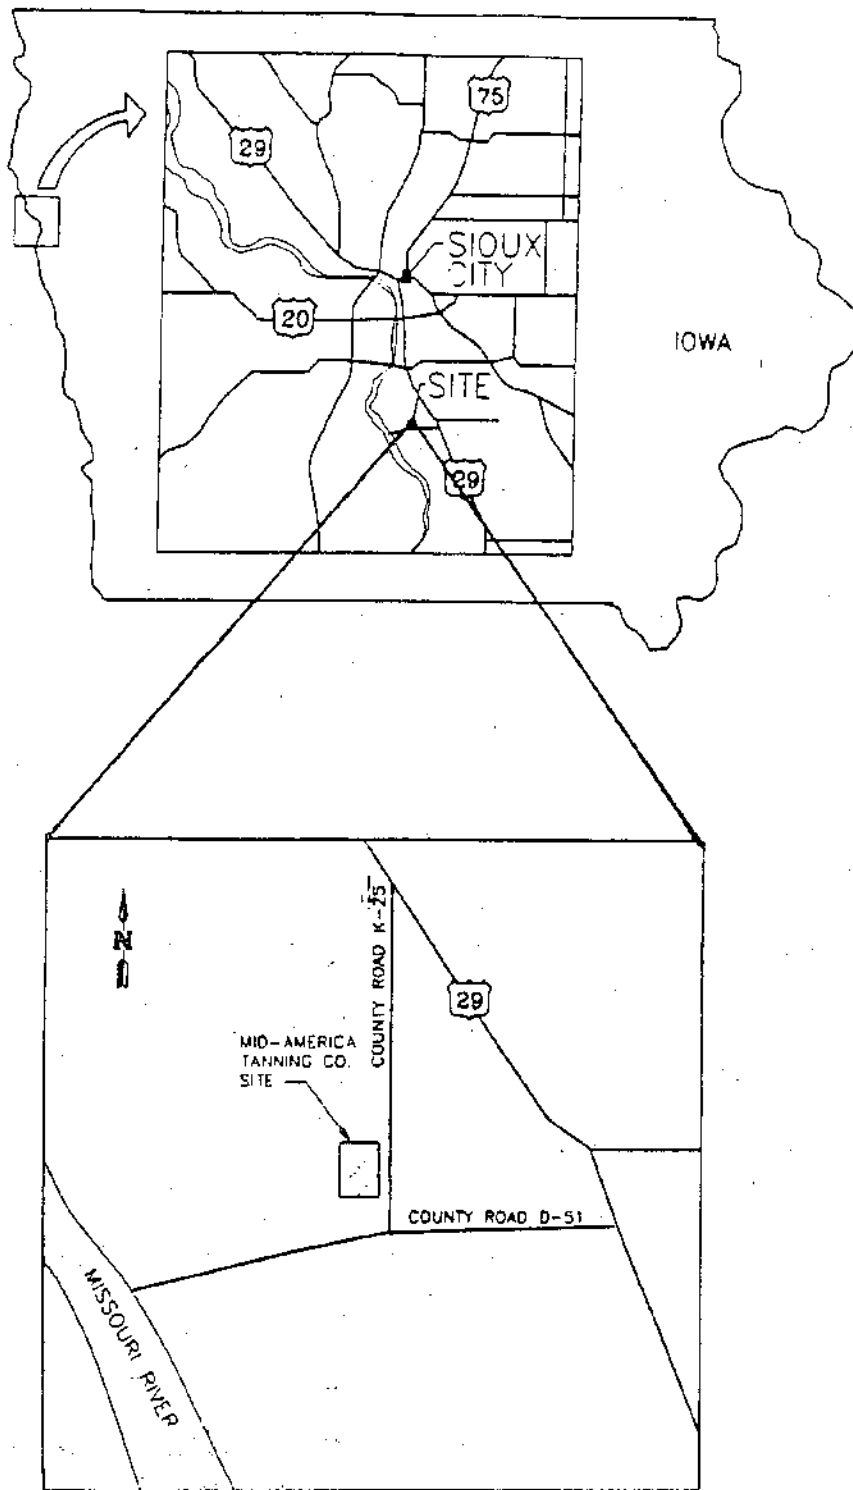 75
29
SIOUX
CITY
20
IOWA
SITE
29
N
COUNTY ROAD K-25
29
MID-AMERICA
TANNING CO.
SITE
COUNTY ROAD D-51
MISSOURI RIVER